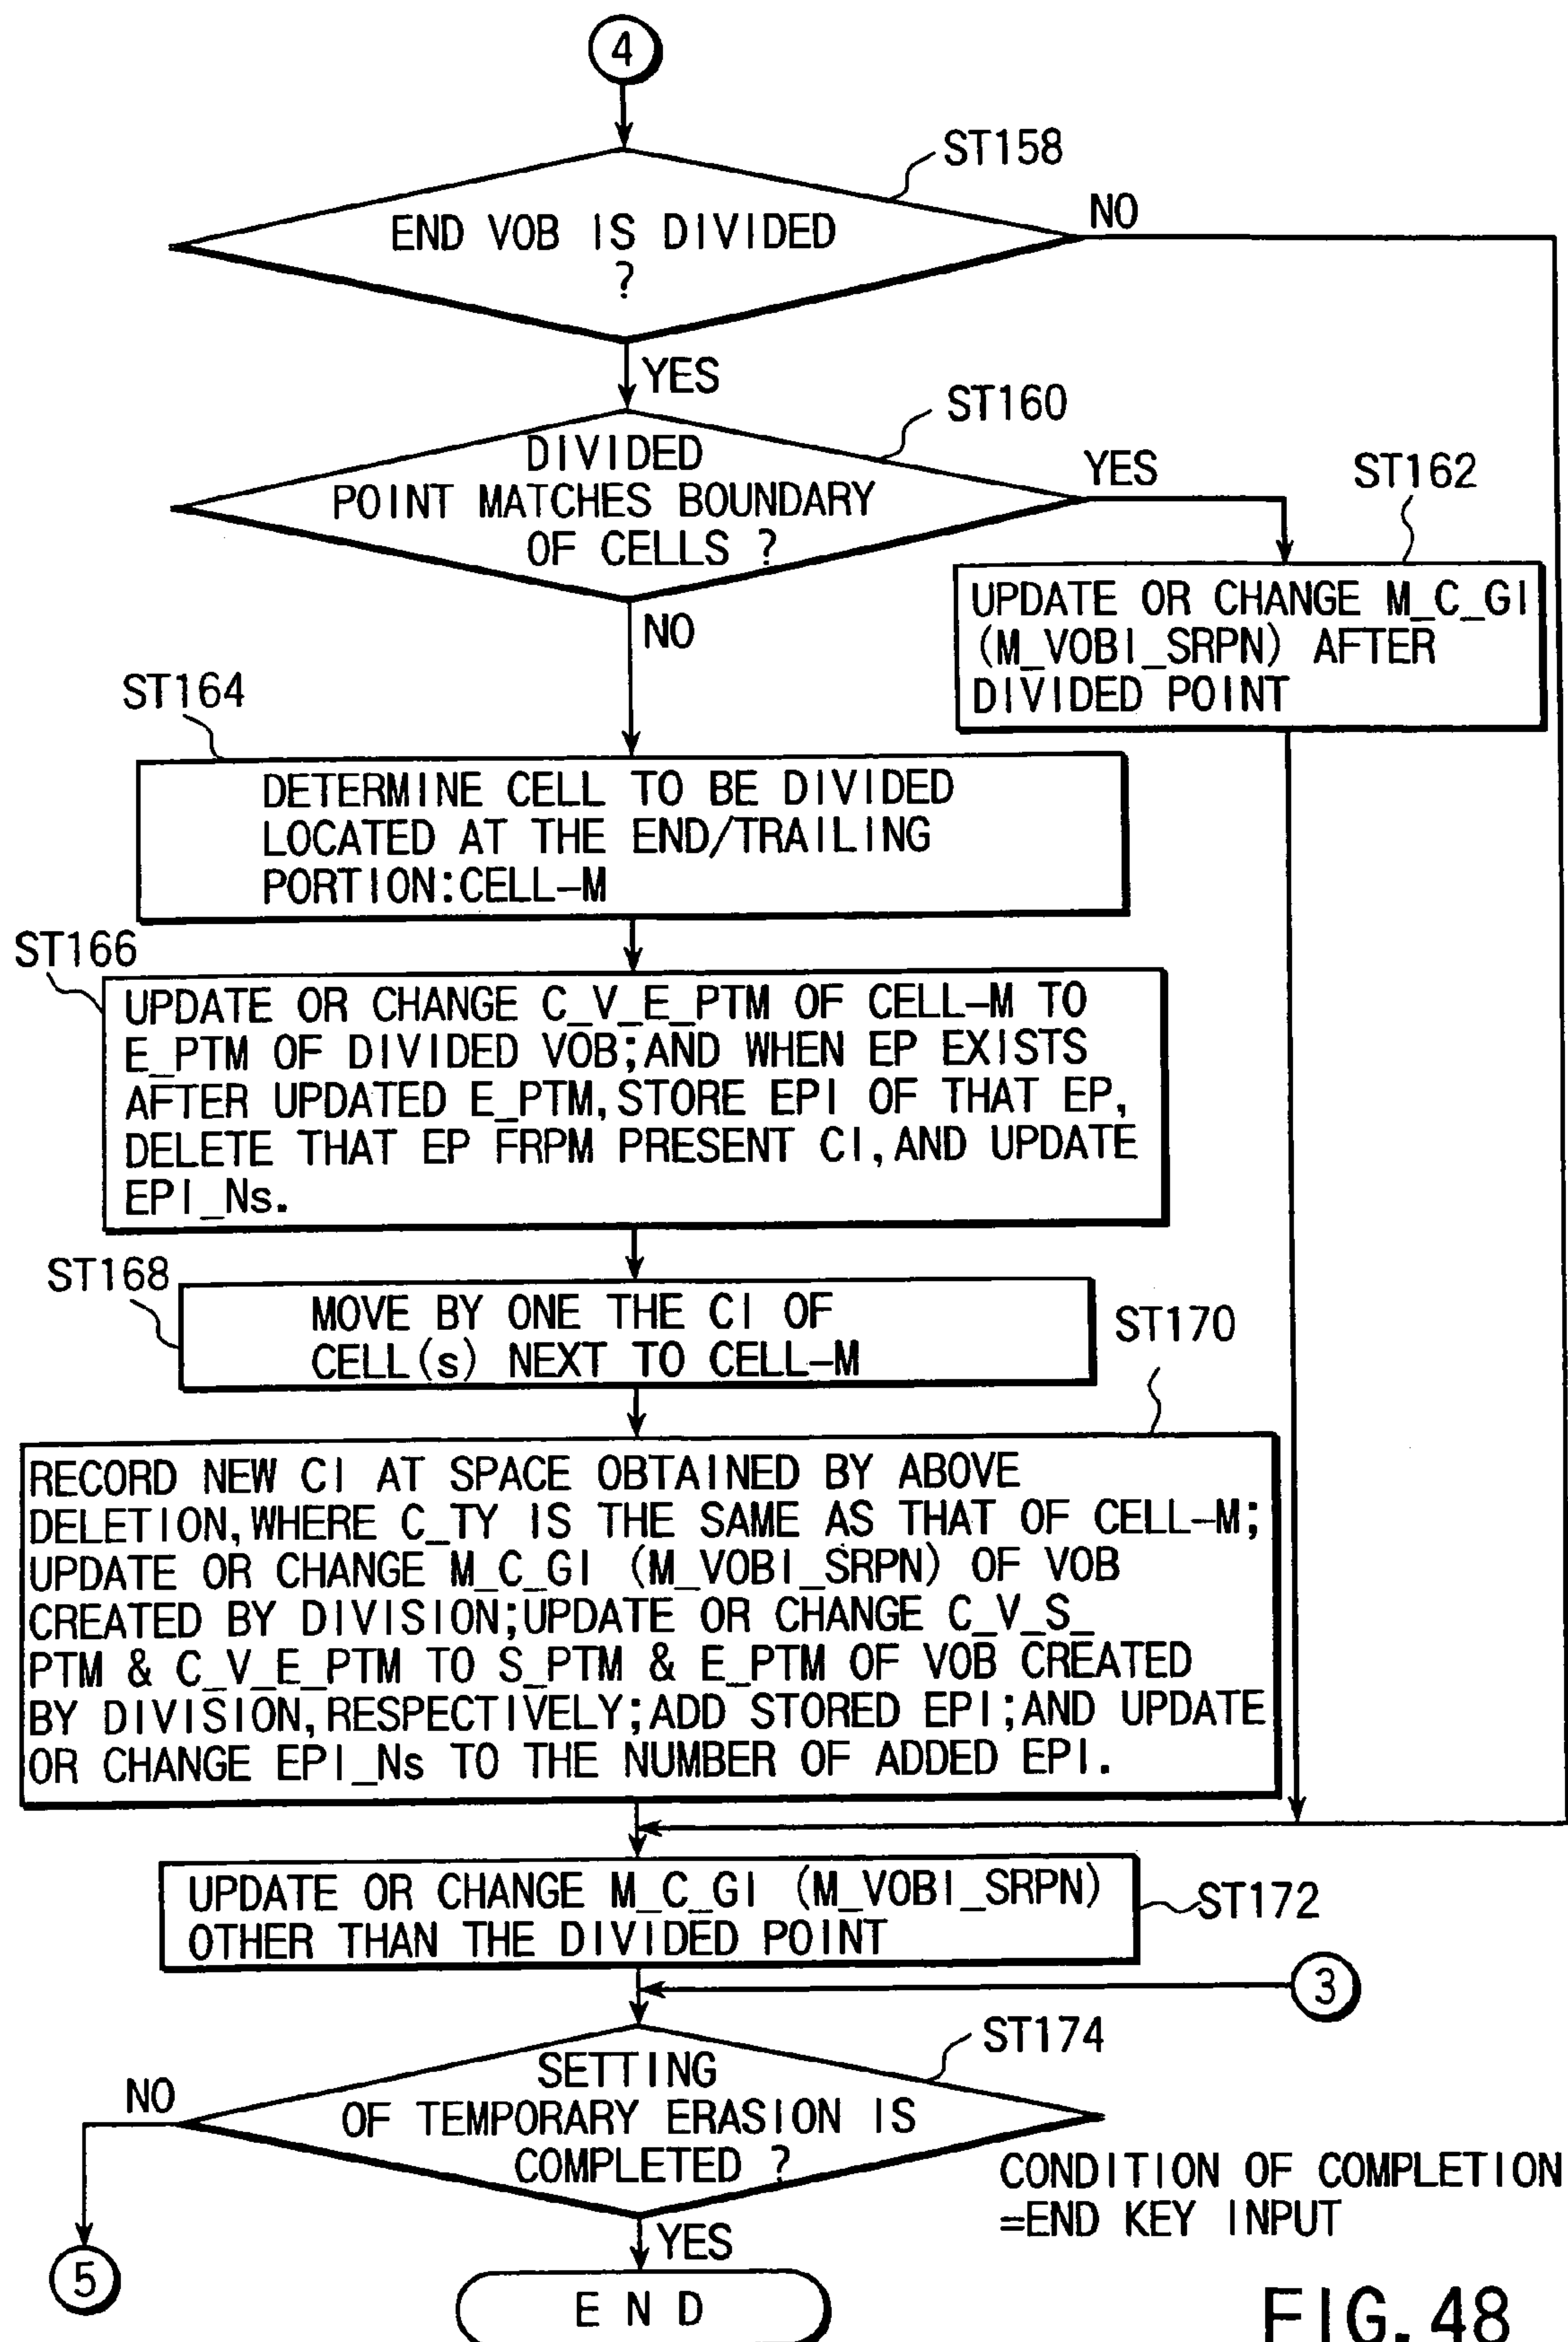 4
ST158
END VOB IS DIVIDED
?
NO
YES
ST160
DIVIDED
POINT MATCHES BOUNDARY
OF CELLS ?
YES
ST162
UPDATE OR CHANGE M_C_GI
(M_VOBI_SRPN) AFTER
DIVIDED POINT
NO
ST164
DETERMINE CELL TO BE DIVIDED
LOCATED AT THE END/TRAILING
PORTION:CELL-M
ST166
UPDATE OR CHANGE C_V_E_PTM OF CELL-M TO
E_PTM OF DIVIDED VOB;AND WHEN EP EXISTS
AFTER UPDATED E_PTM,STORE EPI OF THAT EP,
DELETE THAT EP FRPM PRESENT CI,AND UPDATE
EPI_Ns.
ST168
MOVE BY ONE THE CI OF
CELL(s) NEXT TO CELL-M
ST170
RECORD NEW CI AT SPACE OBTAINED BY ABOVE
DELETION,WHERE C_TY IS THE SAME AS THAT OF CELL-M;
UPDATE OR CHANGE M_C_GI (M_VOBI_SRPN) OF VOB
CREATED BY DIVISION;UPDATE OR CHANGE C_V_S_
PTM & C_V_E_PTM TO S_PTM & E_PTM OF VOB CREATED
BY DIVISION,RESPECTIVELY;ADD STORED EPI;AND UPDATE
OR CHANGE EPI_Ns TO THE NUMBER OF ADDED EPI.
UPDATE OR CHANGE M_C_GI (M_VOBI_SRPN)
OTHER THAN THE DIVIDED POINT
ST172
3
ST174
SETTING
OF TEMPORARY ERASION IS
COMPLETED ?
NO
CONDITION OF COMPLETION
=END KEY INPUT
5
YES
END
FIG. 48